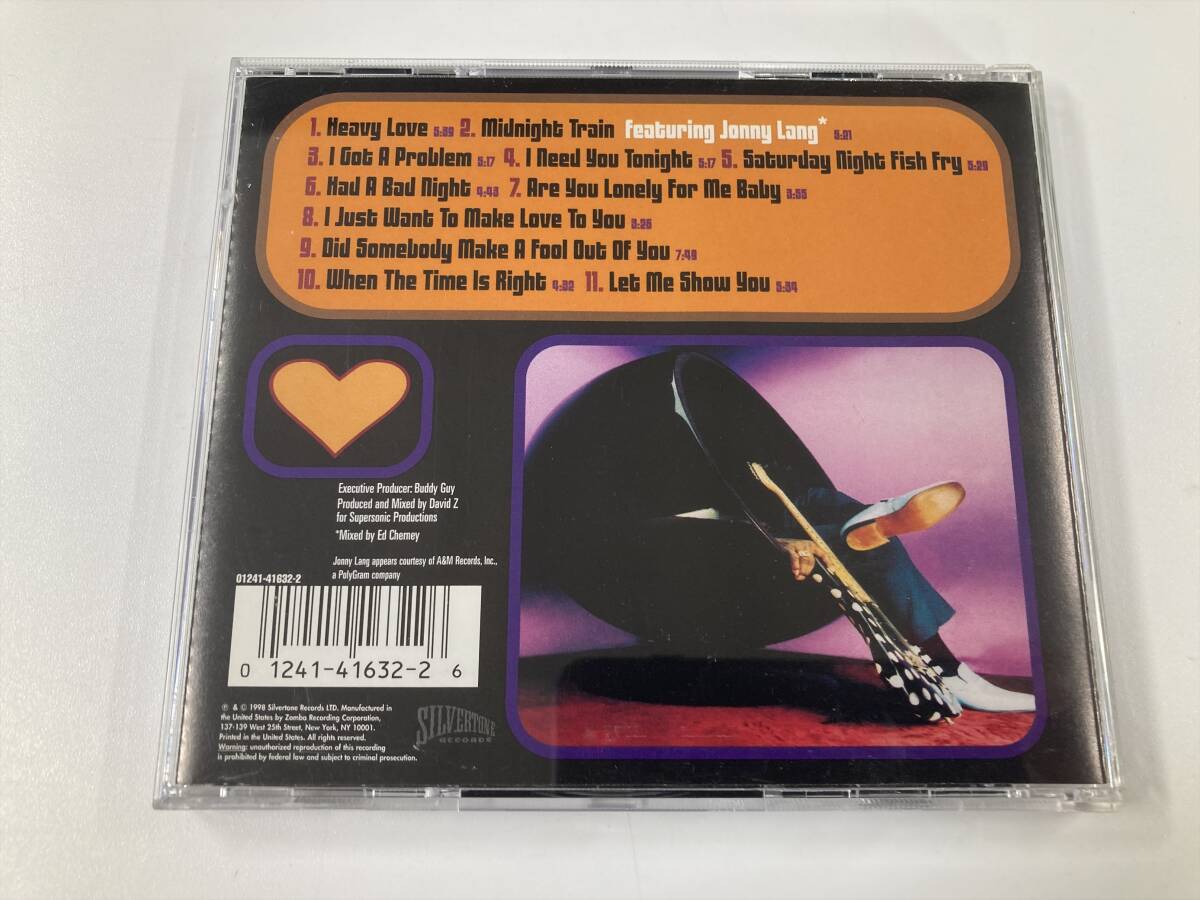 1. Heavy Love 5:39 2. Midnight Train featuring Jonny Lang* 5:21
3. I Got A Problem 5:17 4. I Need You Tonight 5:17 5. Saturday Night Fish Fry 5:29
6. Had A Bad Night 4:43 7. Are You Lonely For Me Baby 3:55
8. I Just Want To Make Love To You 3:26
9. Did Somebody Make A Fool Out Of You 7:49
10. When The Time Is Right 4:32 11. Let Me Show You 5:34
Executive Producer: Buddy Guy
Produced and Mixed by David Z
for Supersonic Productions
*Mixed by Ed Cherney
Jonny Lang appears courtesy of A&M Records, Inc.,
a PolyGram company
01241-41632-2
0 1241-41632-2 6
℗ & © 1998 Silvertone Records LTD. Manufactured in
the United States by Zomba Recording Corporation,
137-139 West 25th Street, New York, NY 10001.
Printed in the United States. All rights reserved.
Warning: unauthorized reproduction of this recording
is prohibited by federal law and subject to criminal prosecution.
SILVERTONE
RECORDS